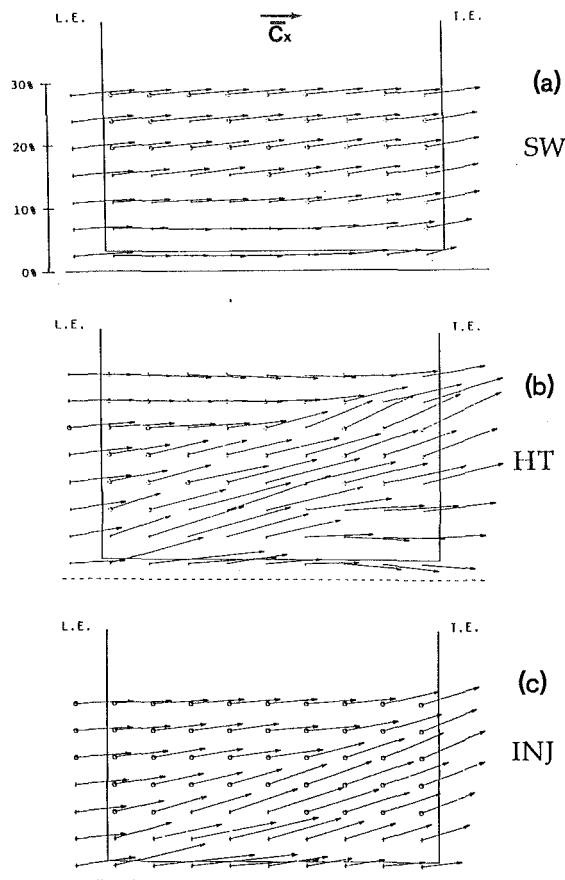 L.E.
C̄x
T.E.
(a)
SW
30%
20%
10%
0%
L.E.
T.E.
(b)
HT
L.E.
T.E.
(c)
INJ